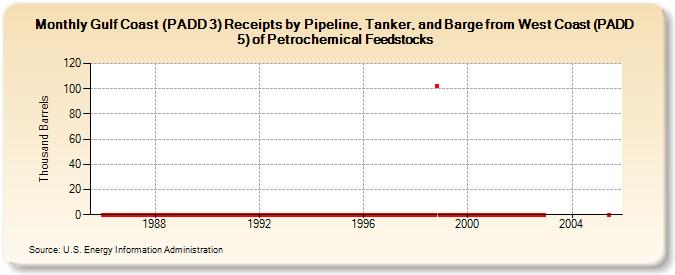 Monthly Gulf Coast (PADD 3) Receipts by Pipeline, Tanker, and Barge from West Coast (PADD
5) of Petrochemical Feedstocks
Thousand Barrels
120
100
80
60
40
20
0
1988 1992 1996 2000 2004
Source: U.S. Energy Information Administration